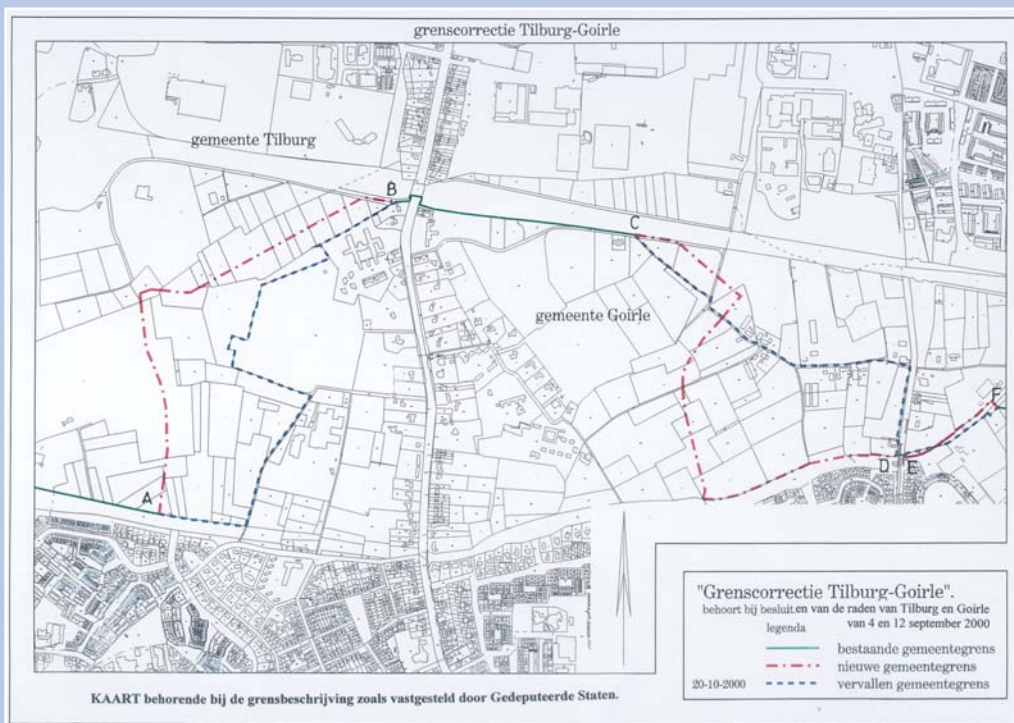 grenscorrectie Tilburg-Goirle
gemeente Tilburg
B
C
gemeente Goirle
F
A
D E
"Grenscorrectie Tilburg-Goirle".
behoort bij besluiten van de raden van Tilburg en Goirle
van 4 en 12 september 2000
legenda
bestaande gemeentegrens
nieuwe gemeentegrens
20-10-2000 vervallen gemeentegrens
KAART behorende bij de grensbeschrijving zoals vastgesteld door Gedeputeerde Staten.